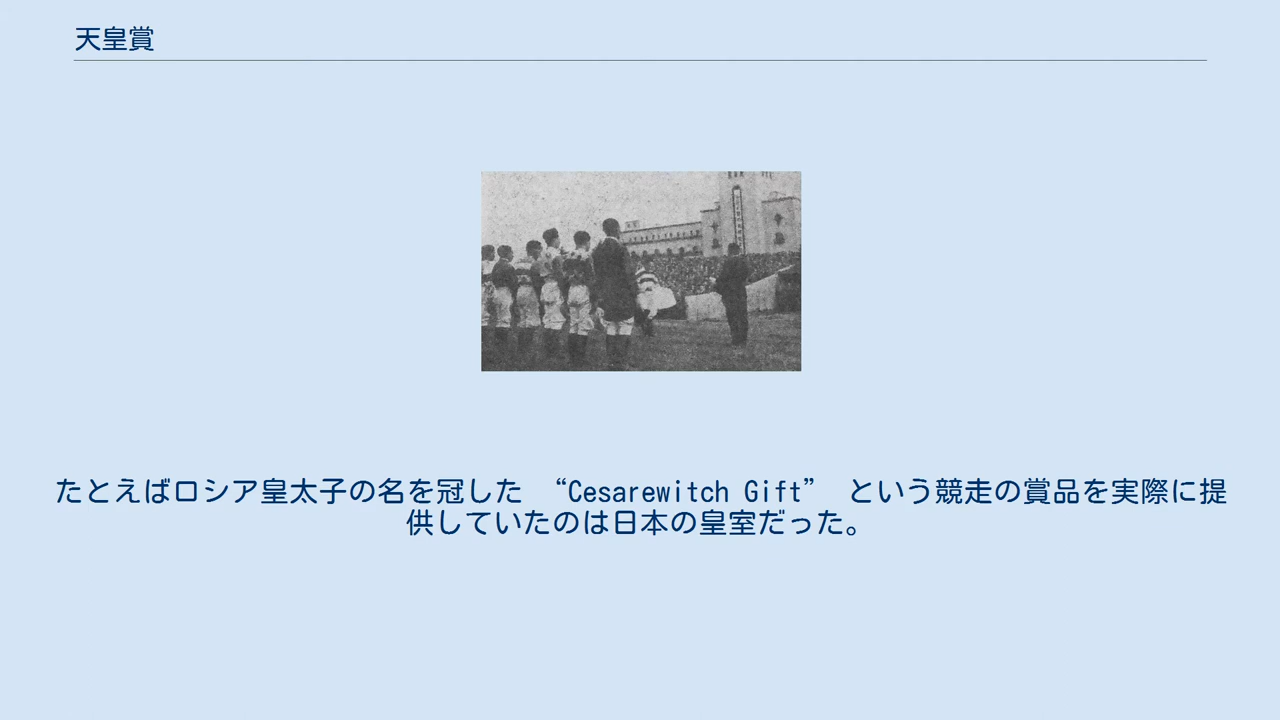 天皇賞
たとえばロシア皇太子の名を冠した “Cesarewitch Gift” という競走の賞品を実際に提
供していたのは日本の皇室だった。